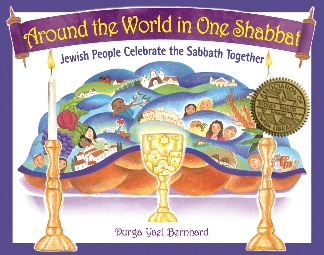 Around the World in One Shabbat
Jewish People Celebrate the Sabbath Together
Durga Yael Bernhard